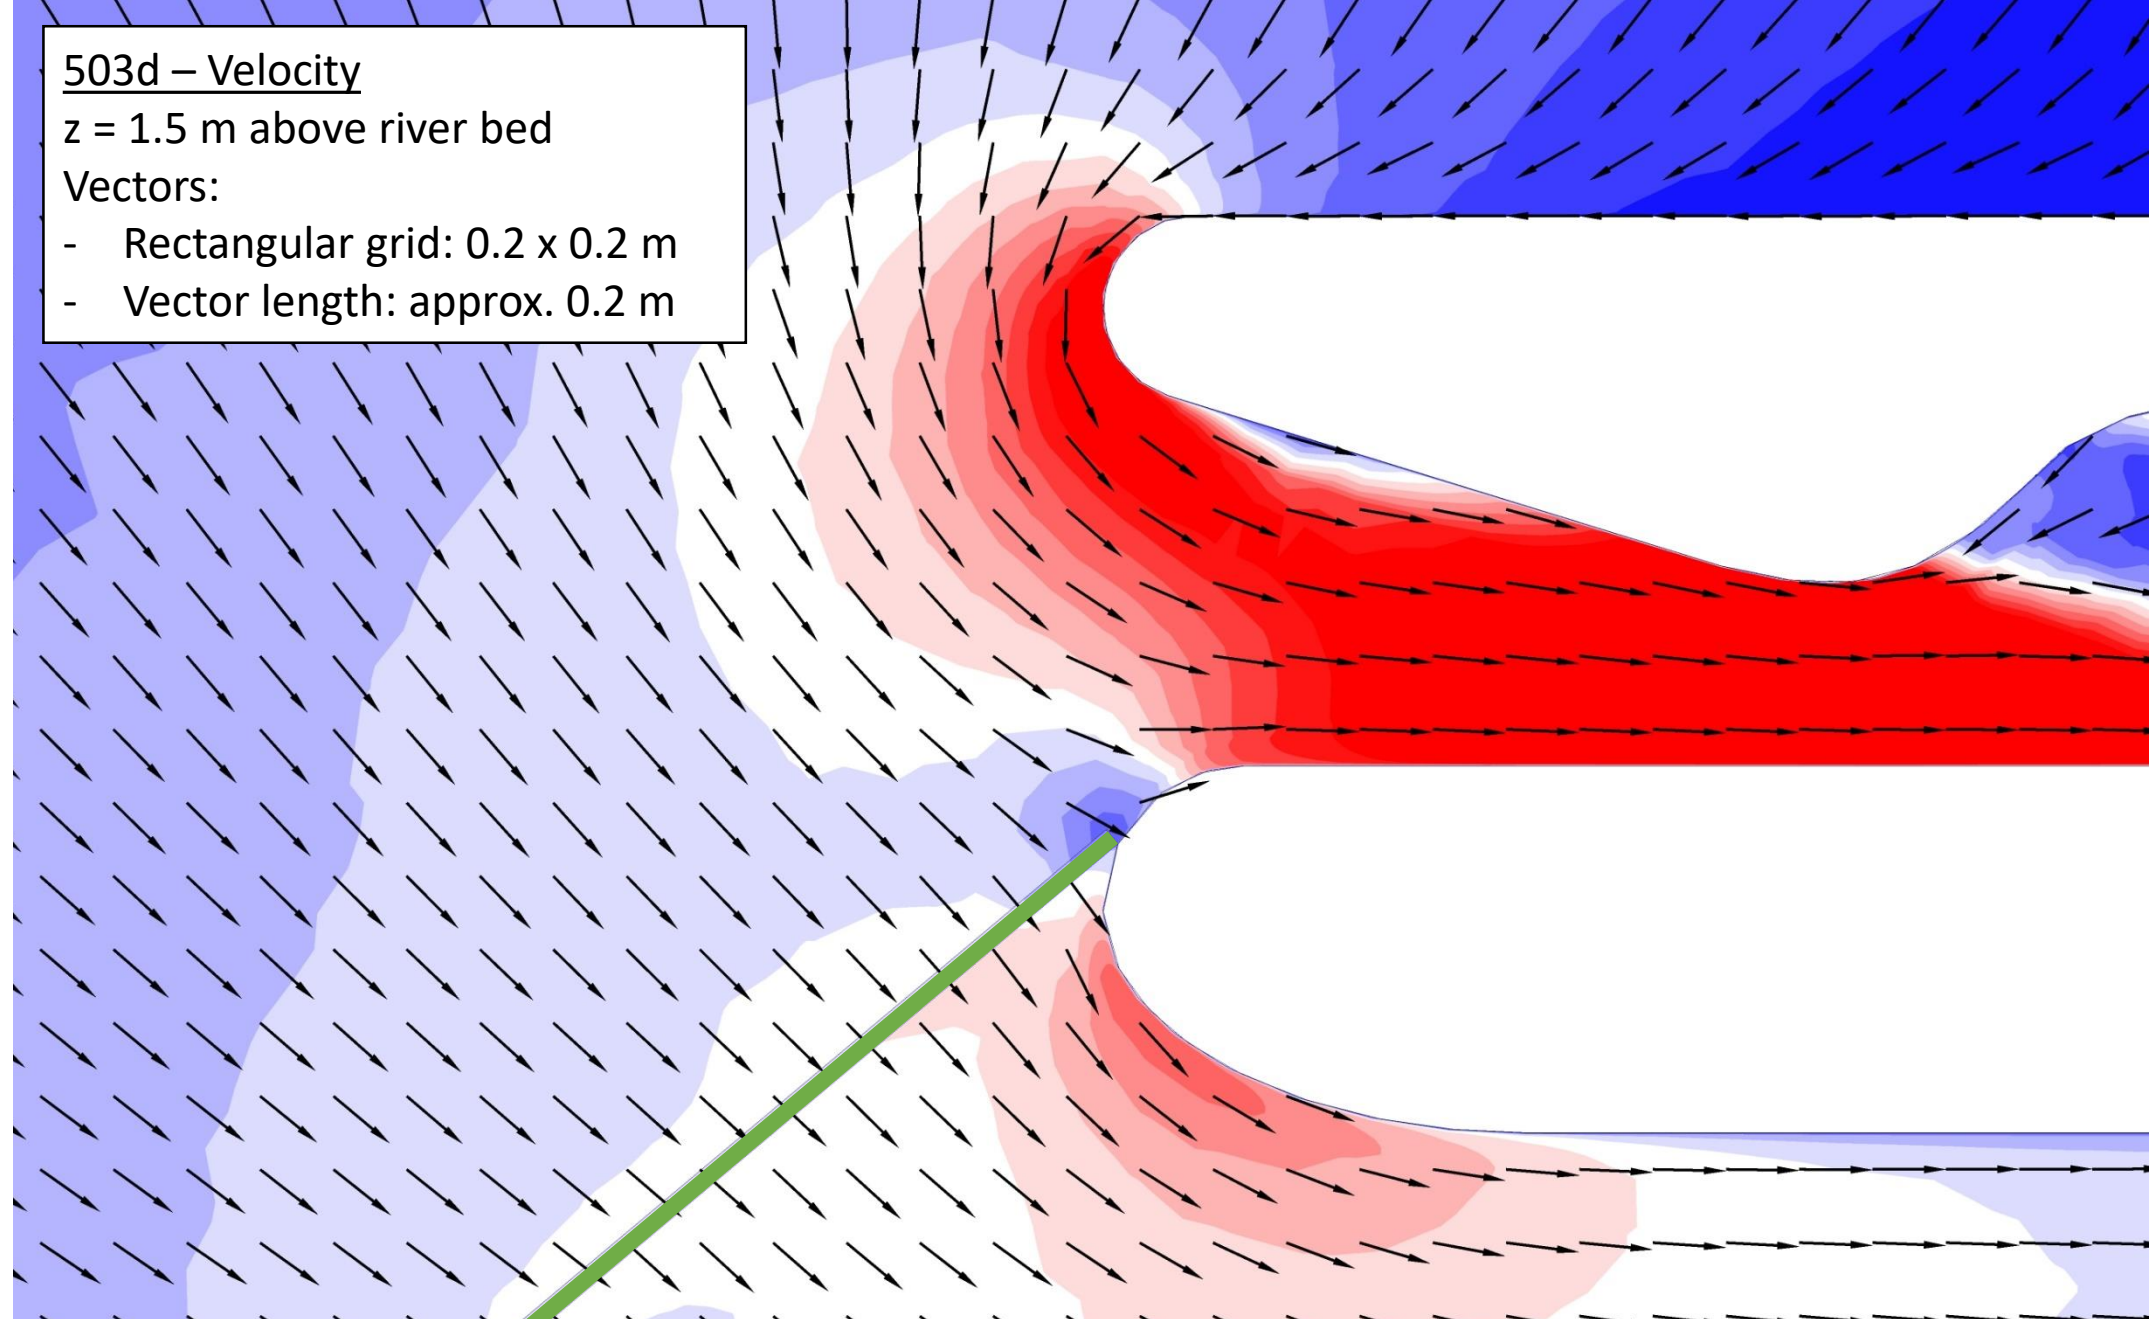 503d – Velocity
z = 1.5 m above river bed
Vectors:
- Rectangular grid: 0.2 x 0.2 m
- Vector length: approx. 0.2 m